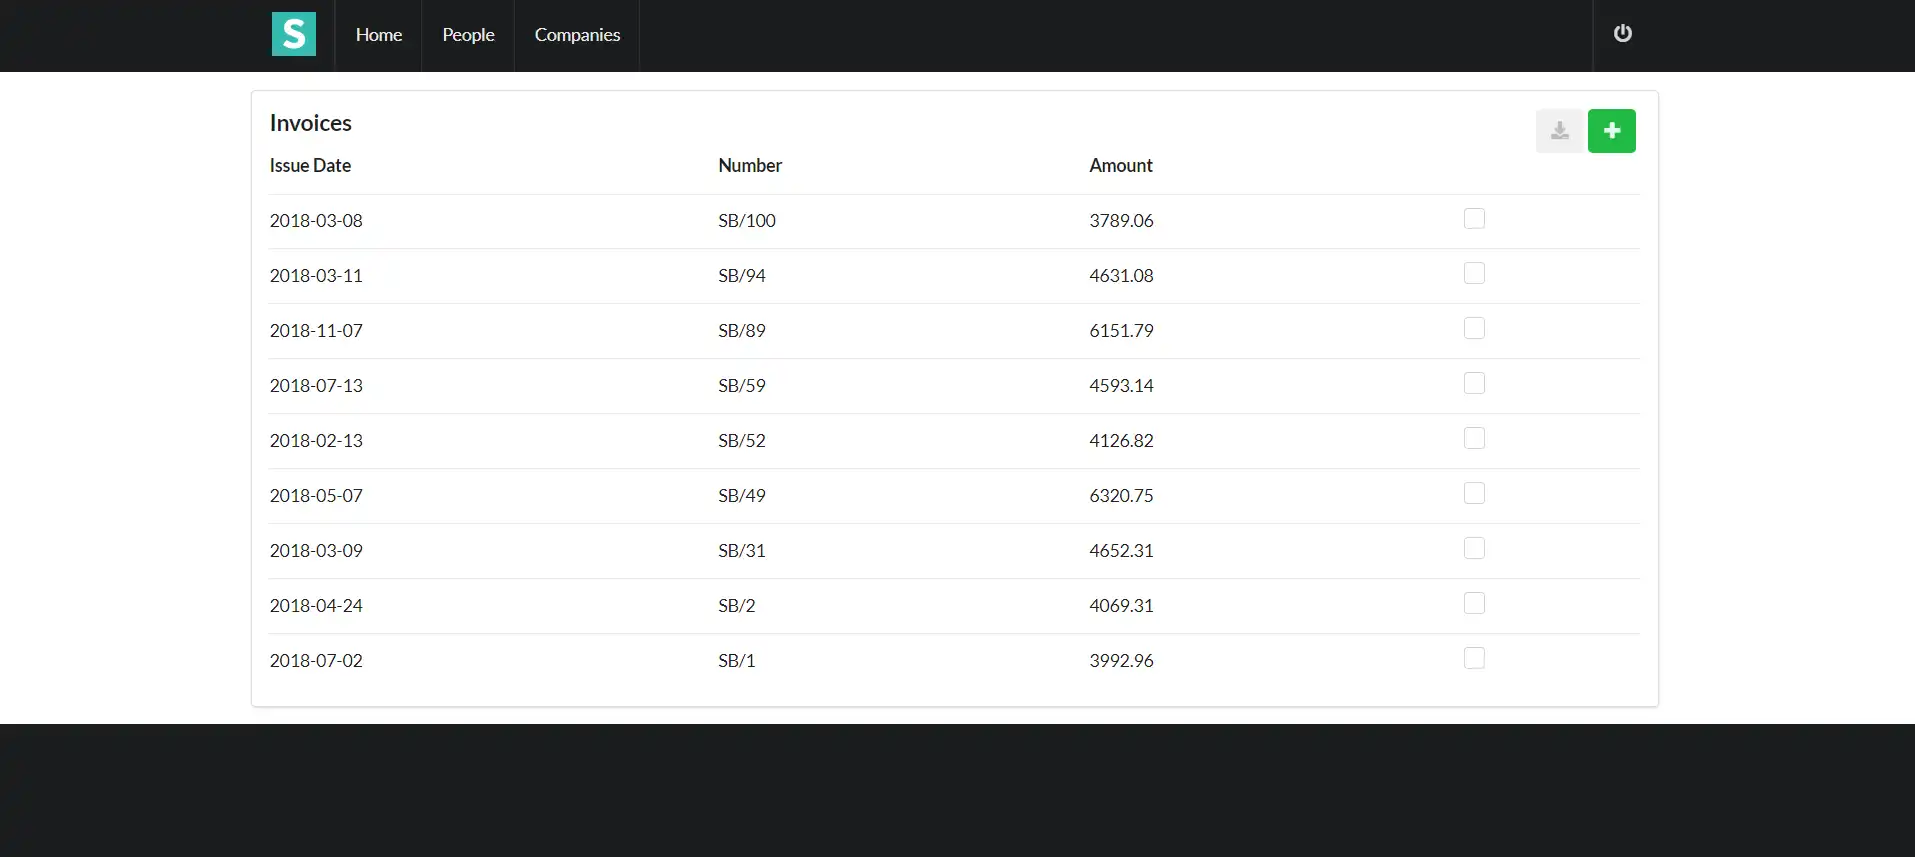 S Home People Companies
Invoices
Issue Date Number Amount
2018-03-08 SB/100 3789.06
2018-03-11 SB/94 4631.08
2018-11-07 SB/89 6151.79
2018-07-13 SB/59 4593.14
2018-02-13 SB/52 4126.82
2018-05-07 SB/49 6320.75
2018-03-09 SB/31 4652.31
2018-04-24 SB/2 4069.31
2018-07-02 SB/1 3992.96